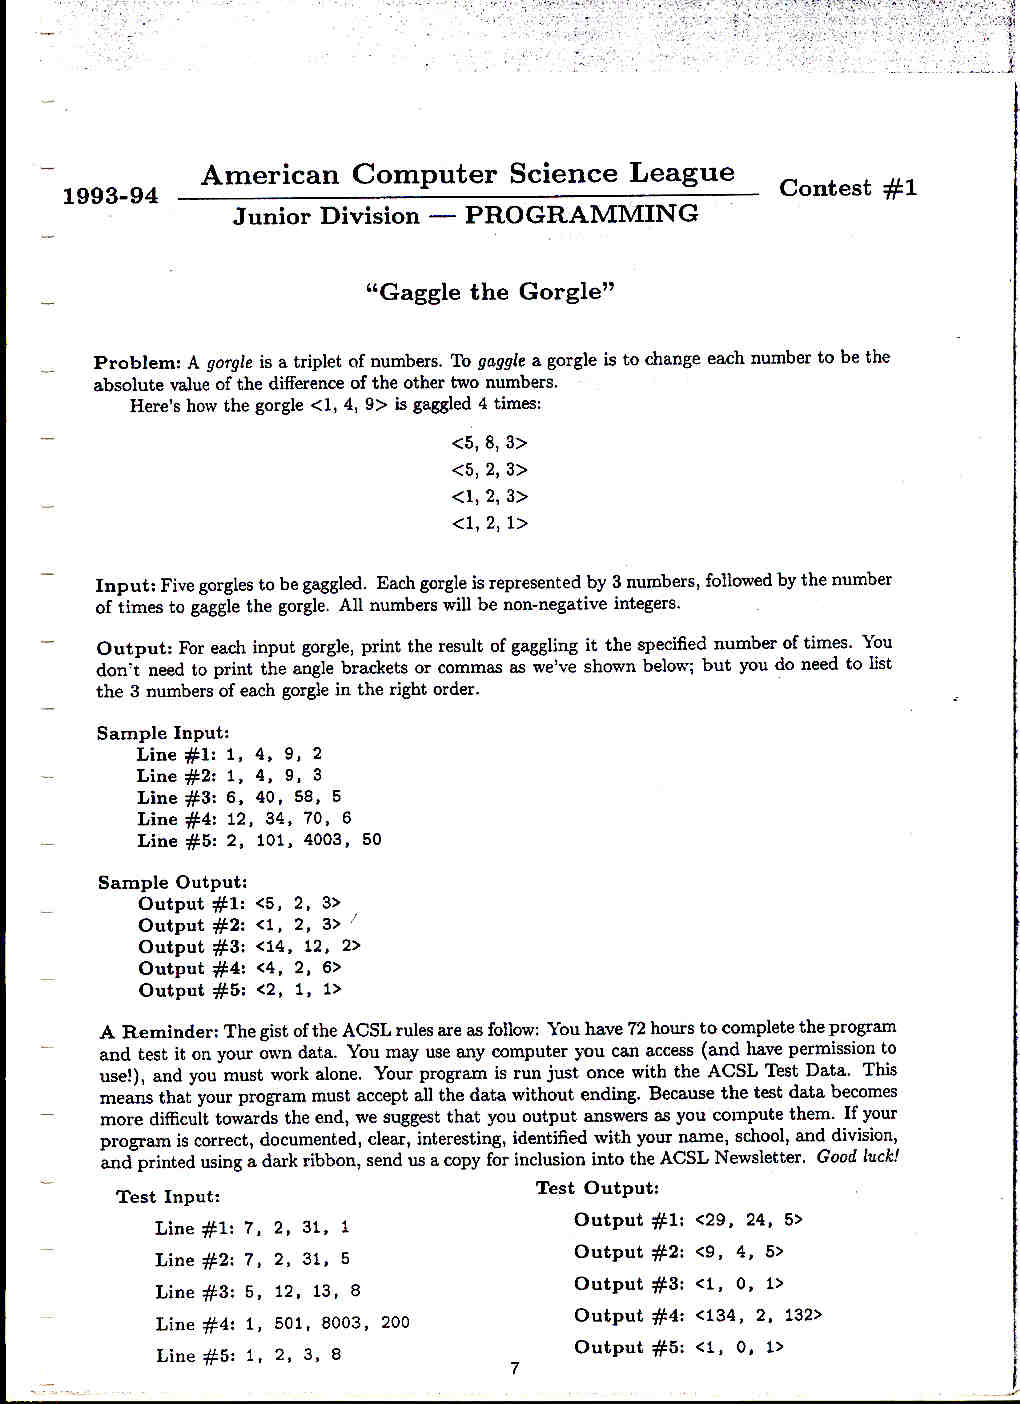 American Computer Science League
1993-94
Contest #1
Junior Division — PROGRAMMING
“Gaggle the Gorgle”
Problem: A gorgle is a triplet of numbers. To gaggle a gorgle is to change each number to be the
absolute value of the difference of the other two numbers.
Here's how the gorgle <1, 4, 9> is gaggled 4 times:
<5, 8, 3>
<5, 2, 3>
<1, 2, 3>
<1, 2, 1>
Input: Five gorgles to be gaggled. Each gorgle is represented by 3 numbers, followed by the number
of times to gaggle the gorgle. All numbers will be non-negative integers.
Output: For each input gorgle, print the result of gaggling it the specified number of times. You
don't need to print the angle brackets or commas as we've shown below; but you do need to list
the 3 numbers of each gorgle in the right order.
Sample Input:
Line #1: 1, 4, 9, 2
Line #2: 1, 4, 9, 3
Line #3: 6, 40, 58, 5
Line #4: 12, 34, 70, 6
Line #5: 2, 101, 4003, 50
Sample Output:
Output #1: <5, 2, 3>
Output #2: <1, 2, 3>
Output #3: <14, 12, 2>
Output #4: <4, 2, 6>
Output #5: <2, 1, 1>
A Reminder: The gist of the ACSL rules are as follow: You have 72 hours to complete the program
and test it on your own data. You may use any computer you can access (and have permission to
use!), and you must work alone. Your program is run just once with the ACSL Test Data. This
means that your program must accept all the data without ending. Because the test data becomes
more difficult towards the end, we suggest that you output answers as you compute them. If your
program is correct, documented, clear, interesting, identified with your name, school, and division,
and printed using a dark ribbon, send us a copy for inclusion into the ACSL Newsletter. Good luck!
Test Input:
Line #1: 7, 2, 31, 1
Line #2: 7, 2, 31, 5
Line #3: 5, 12, 13, 8
Line #4: 1, 501, 8003, 200
Line #5: 1, 2, 3, 8
Test Output:
Output #1: <29, 24, 5>
Output #2: <9, 4, 5>
Output #3: <1, 0, 1>
Output #4: <134, 2, 132>
Output #5: <1, 0, 1>
7